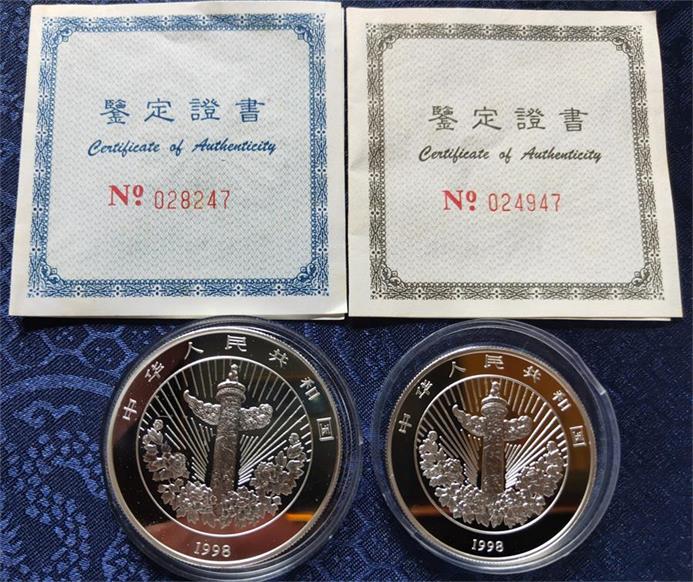 鑒定證書
Certificate of Authenticity
Nº 028247
鑒定證書
Certificate of Authenticity
Nº 024947
中华人民共和国
1998
中华人民共和国
1998